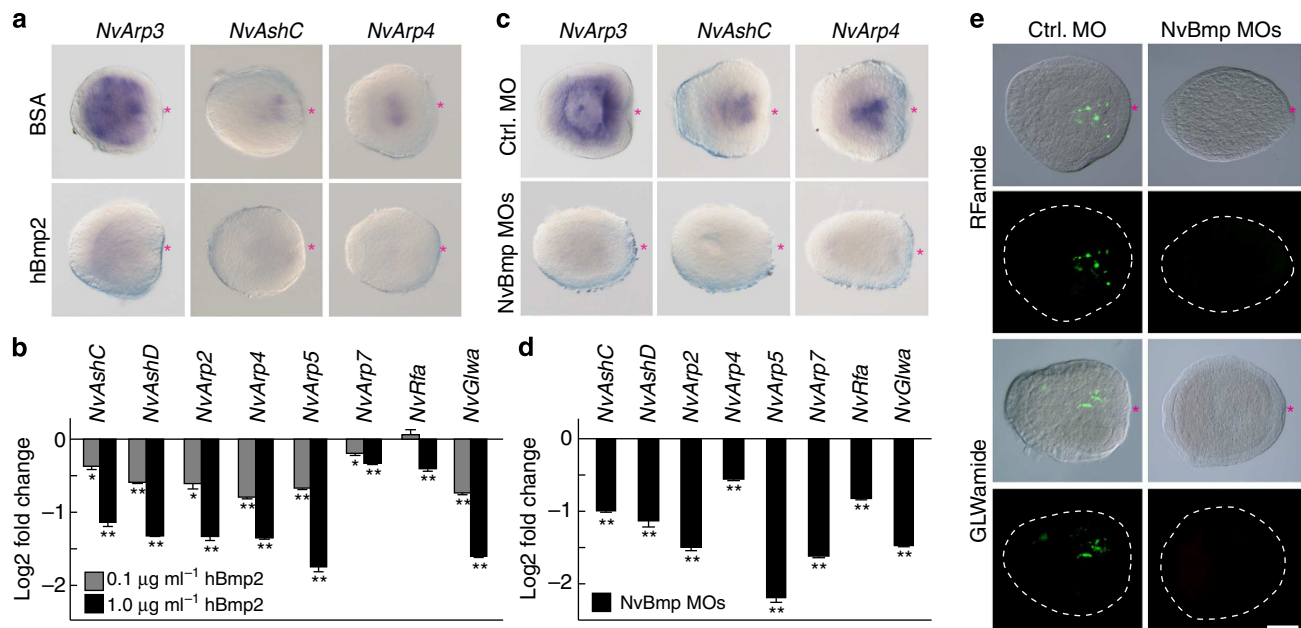 a
NvArp3 NvAshC NvArp4
BSA
* * *
hBmp2
* * *
b
NvAshC NvAshD NvArp2 NvArp4 NvArp5 NvArp7 NvRfa NvGlwa
Log2 fold change
0
−1
−2
* ** * ** ** * **
** ** ** ** ** ** ** **
0.1 µg ml⁻¹ hBmp2
1.0 µg ml⁻¹ hBmp2
c
NvArp3 NvAshC NvArp4
Ctrl. MO
* * *
NvBmp MOs
* * *
d
NvAshC NvAshD NvArp2 NvArp4 NvArp5 NvArp7 NvRfa NvGlwa
Log2 fold change
0
−1
−2
** ** ** ** ** ** ** **
NvBmp MOs
e
Ctrl. MO NvBmp MOs
RFamide
* *
GLWamide
* *